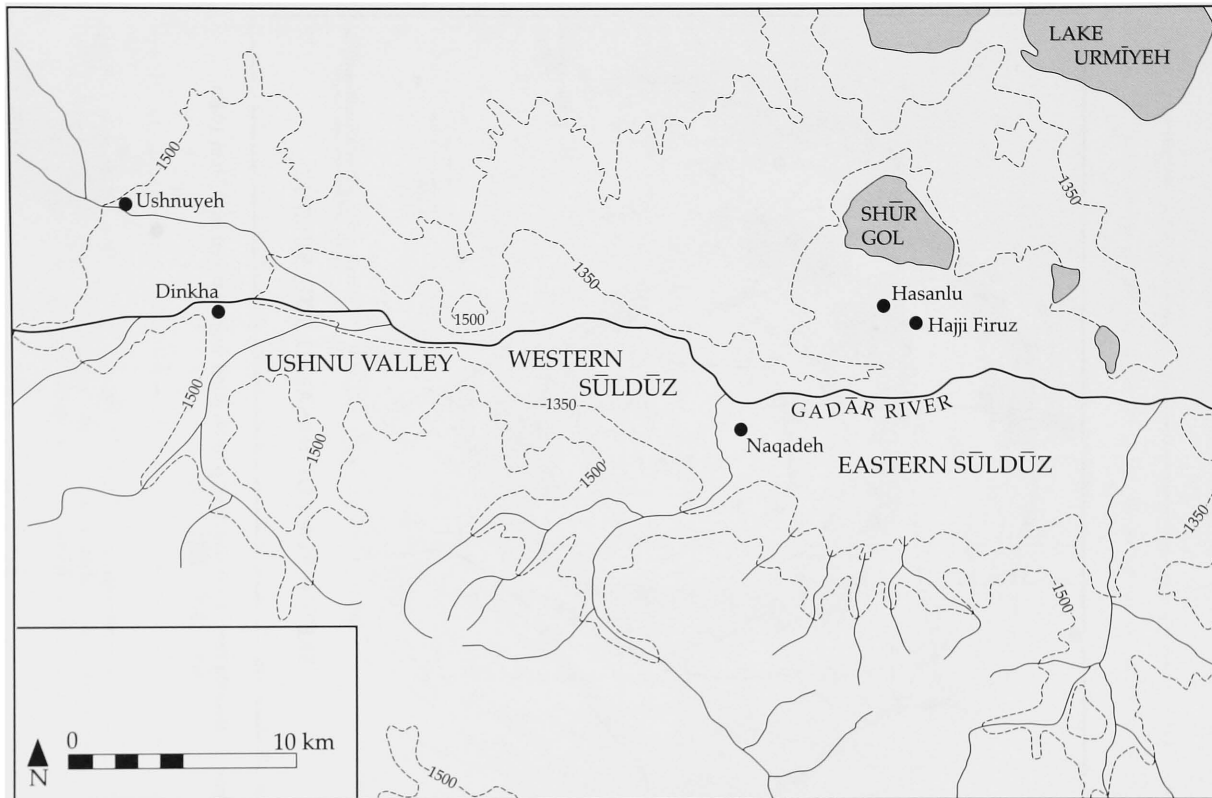 LAKE
URMĪYEH
1500
Ushnuyeh
1350
SHŪR
GOL
Dinkha
1350
Hasanlu
1500
Hajji Firuz
USHNU VALLEY
WESTERN
SŪLDŪZ
1500
1350
GADĀR RIVER
Naqadeh
1500
EASTERN SŪLDŪZ
1500
1350
1500
0 10 km
N
1500